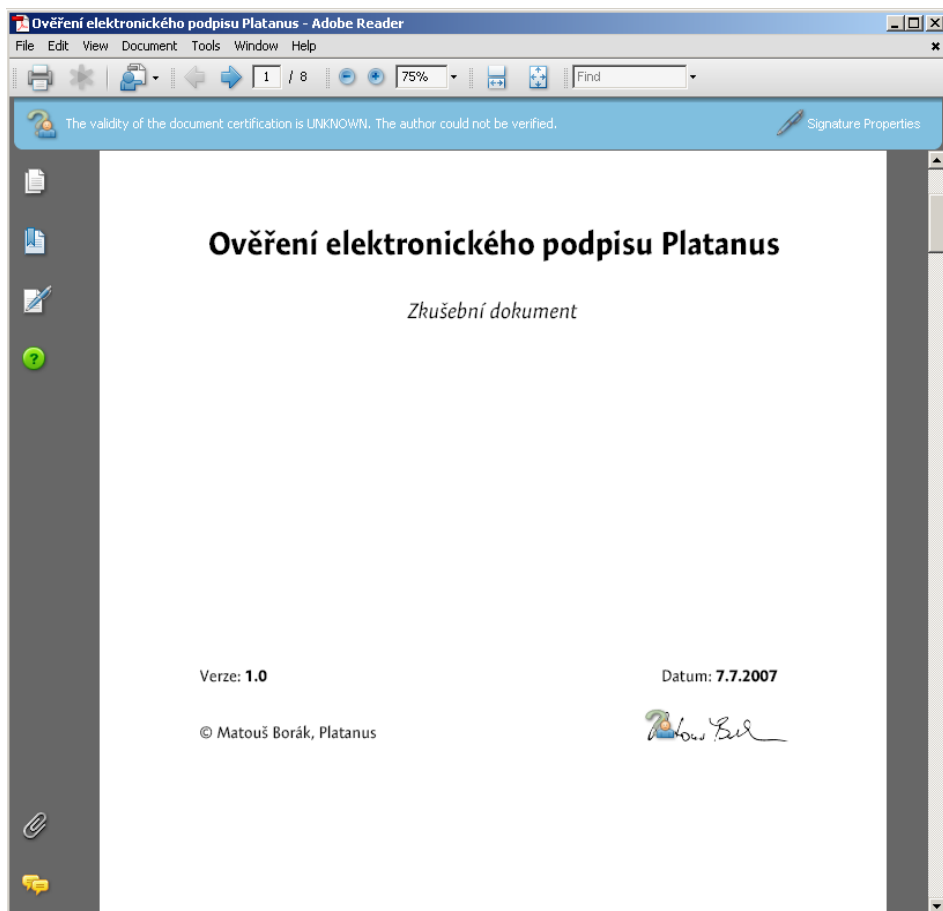 Ověření elektronického podpisu Platanus - Adobe Reader
File Edit View Document Tools Window Help
1 / 8 75% Find
The validity of the document certification is UNKNOWN. The author could not be verified. Signature Properties
Ověření elektronického podpisu Platanus
Zkušební dokument
Verze: 1.0 Datum: 7.7.2007
© Matouš Borák, Platanus